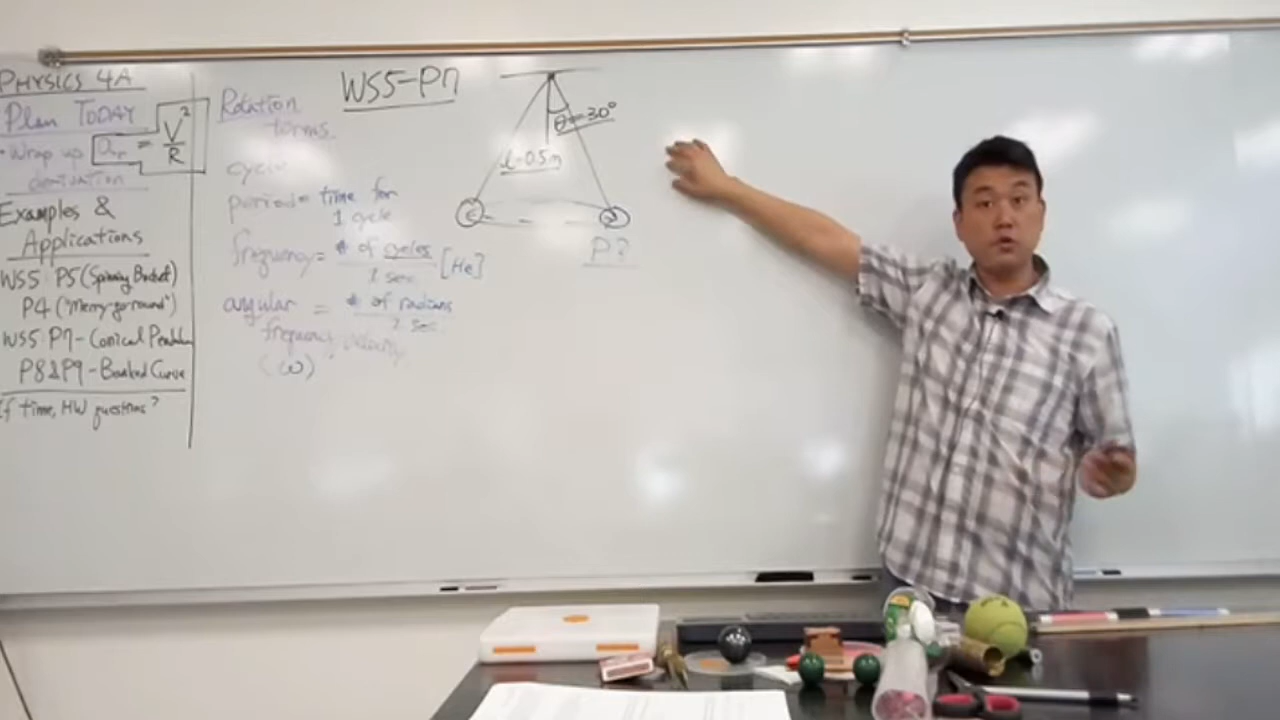 PHYSICS 4A
Plan TODAY
• Wrap up
derivation
= V²
R
Examples &
Applications
WS5: P5 (Spinning Bucket)
P4 ("Merry-go-round")
WS5: P7 - Conical Pendulum
P8&P9 - Banked Curve
If time, HW questions?
Rotation
terms.
cycle
period = time for
1 cycle
frequency = # of cycles
1 sec
[Hz]
angular = # of radians
frequency, velocity
1 sec
(ω)
WS5-P7
θ=30°
l=0.5m
P?